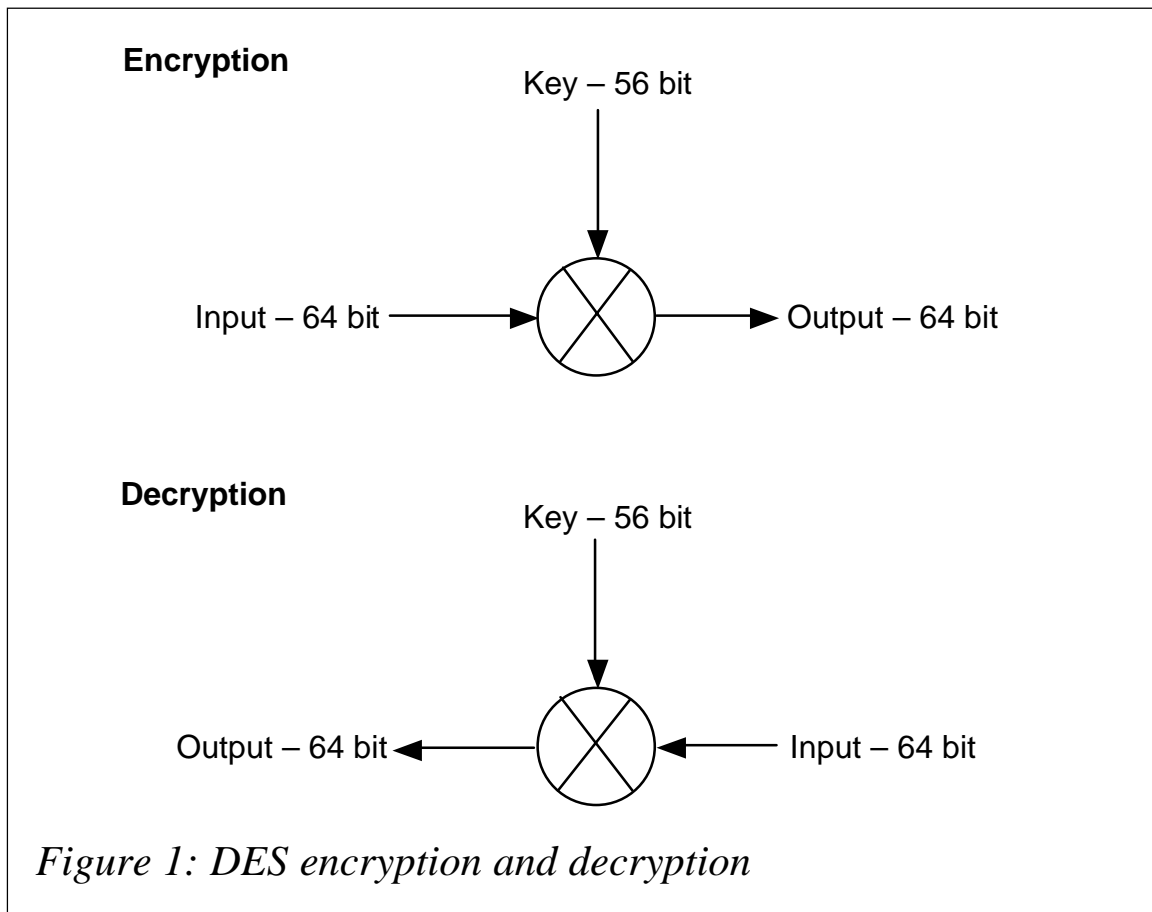 Encryption
Key – 56 bit
Input – 64 bit
Output – 64 bit
Decryption
Key – 56 bit
Output – 64 bit
Input – 64 bit
Figure 1: DES encryption and decryption